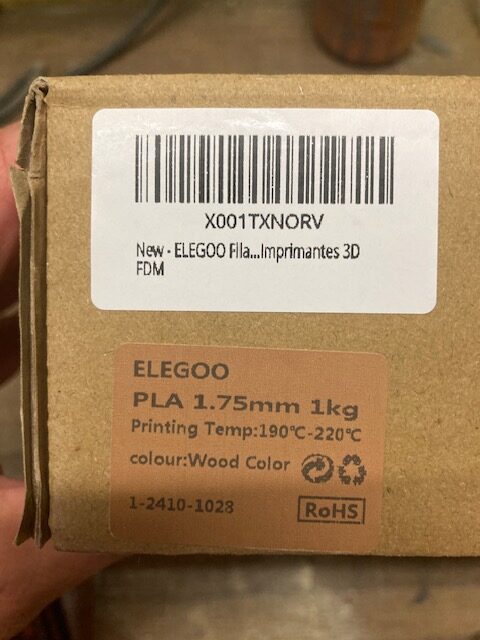 X001TXNORV
New - ELEGOO Fila...Imprimantes 3D
FDM
ELEGOO
PLA 1.75mm 1kg
Printing Temp:190℃-220℃
colour:Wood Color
1-2410-1028
RoHS